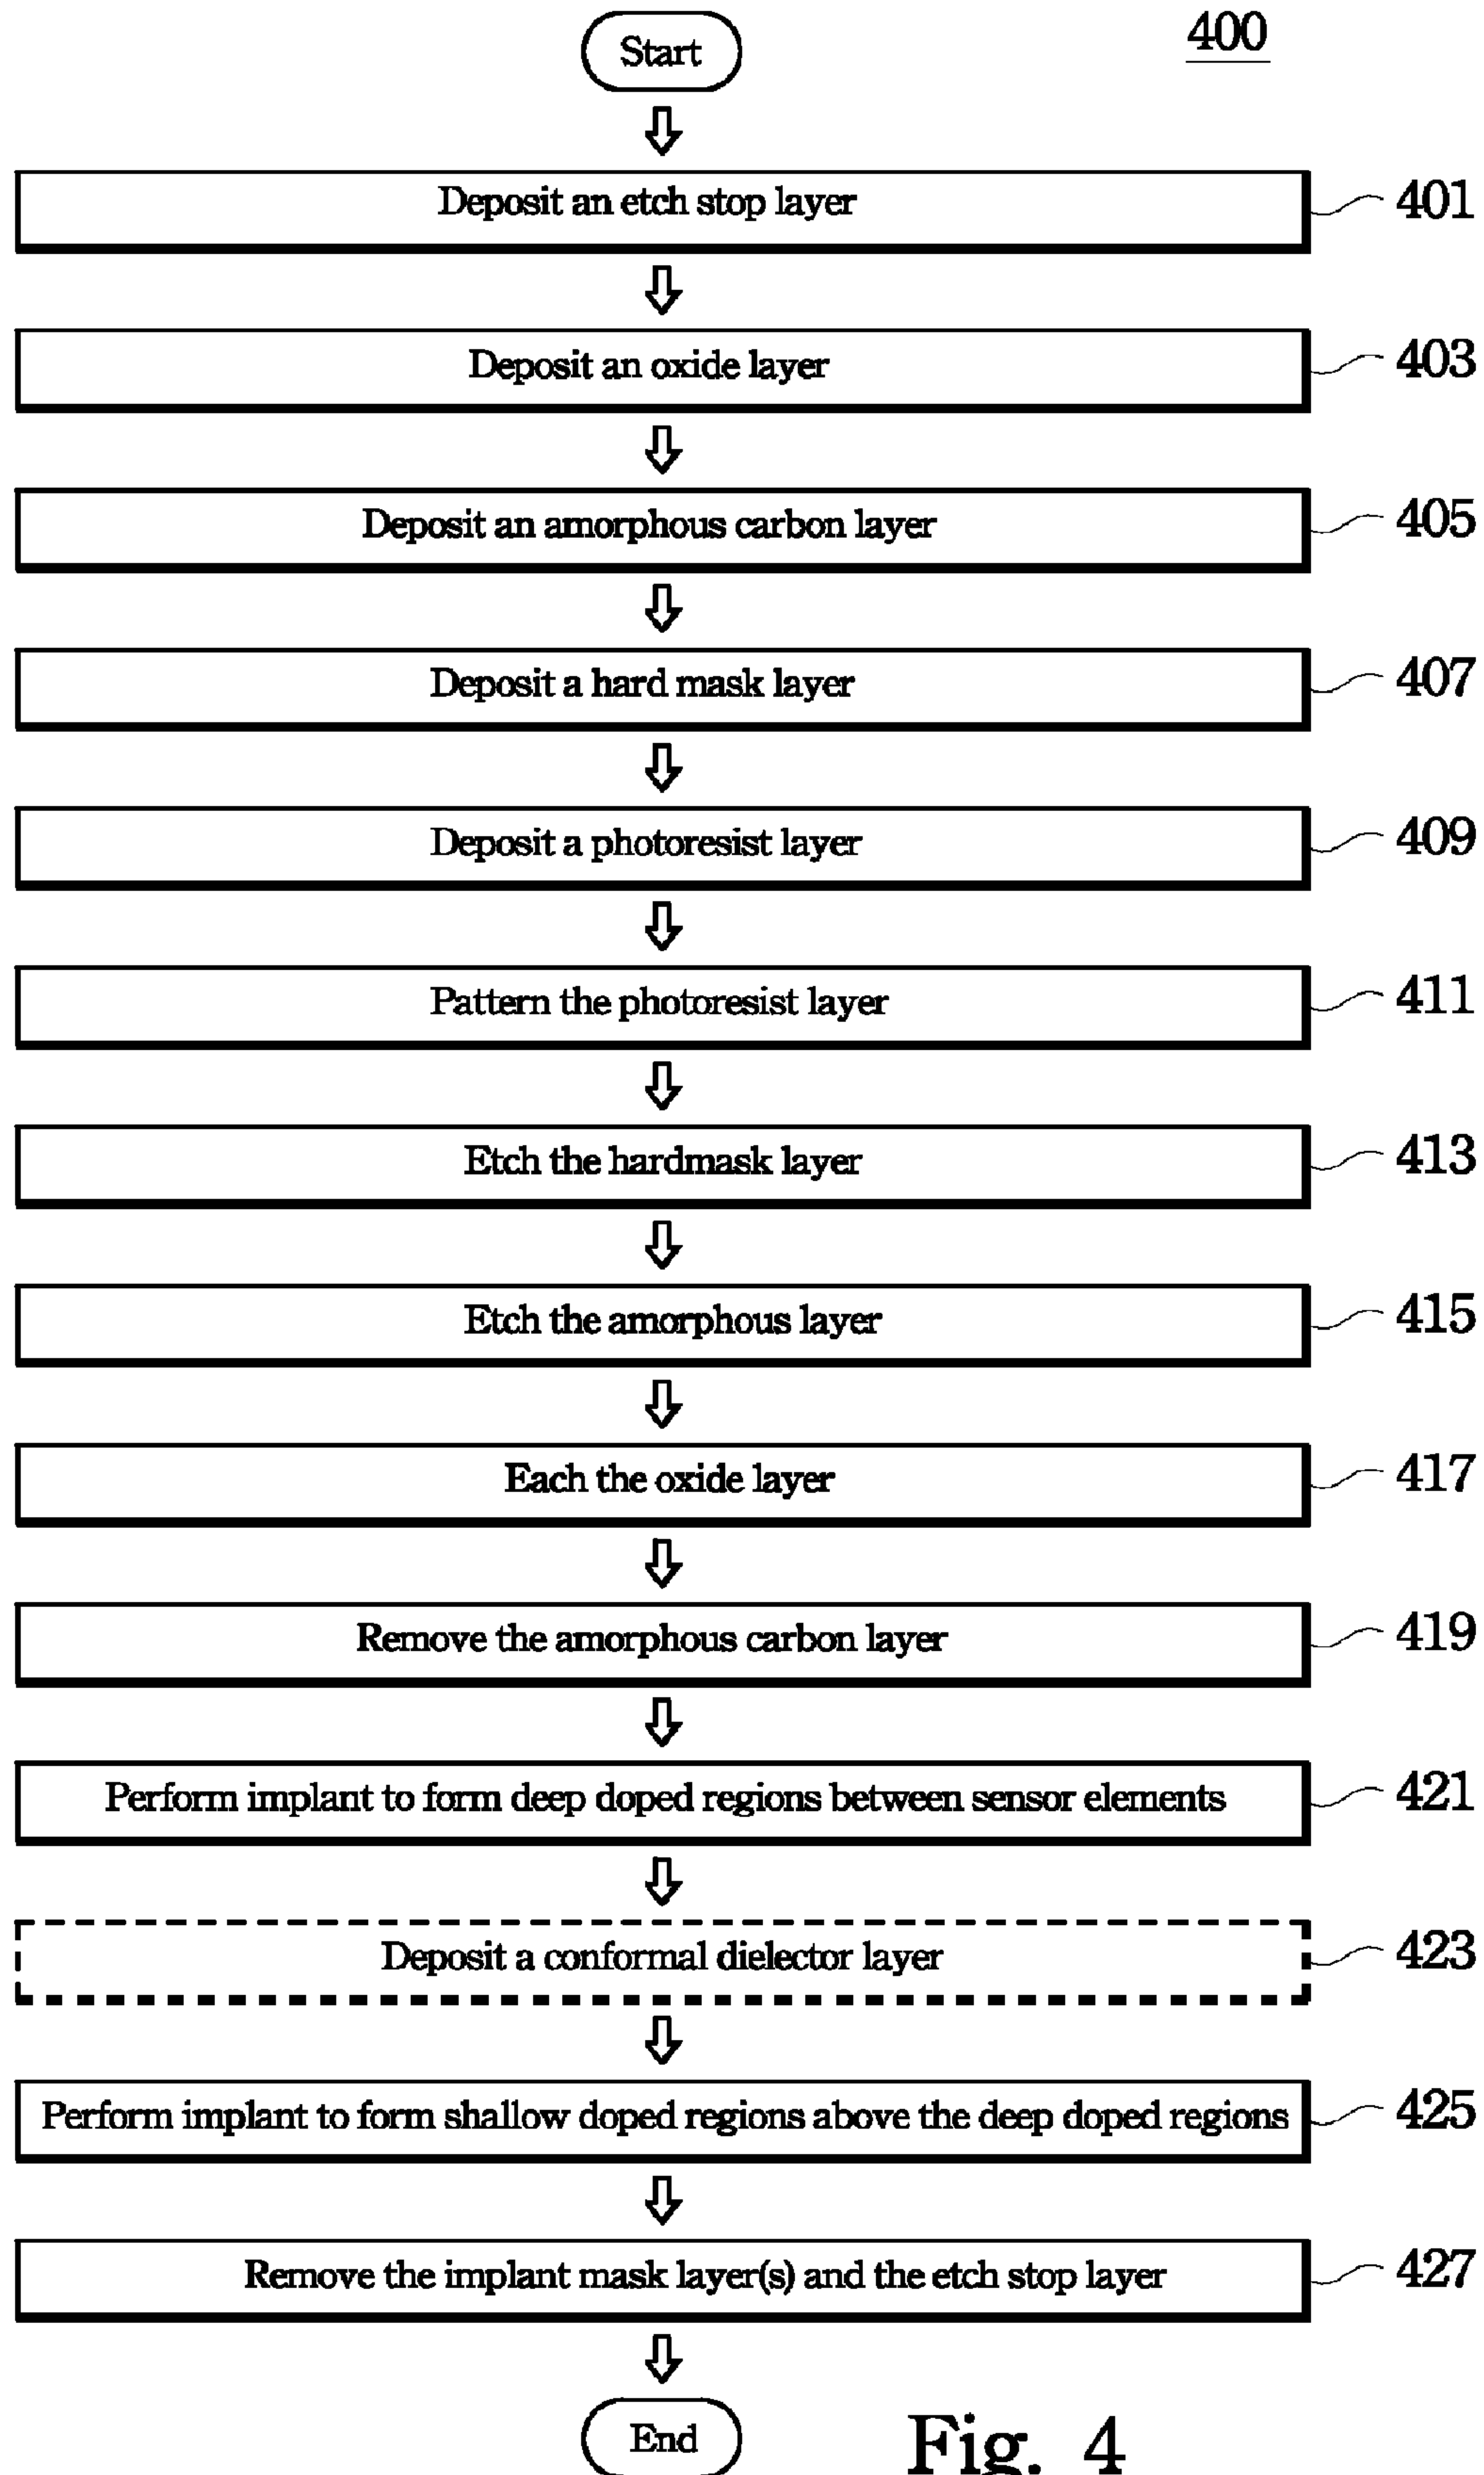 Start
400
Deposit an etch stop layer
401
Deposit an oxide layer
403
Deposit an amorphous carbon layer
405
Deposit a hard mask layer
407
Deposit a photoresist layer
409
Pattern the photoresist layer
411
Etch the hardmask layer
413
Etch the amorphous layer
415
Each the oxide layer
417
Remove the amorphous carbon layer
419
Perform implant to form deep doped regions between sensor elements
421
Deposit a conformal dielector layer
423
Perform implant to form shallow doped regions above the deep doped regions
425
Remove the implant mask layer(s) and the etch stop layer
427
End
Fig. 4